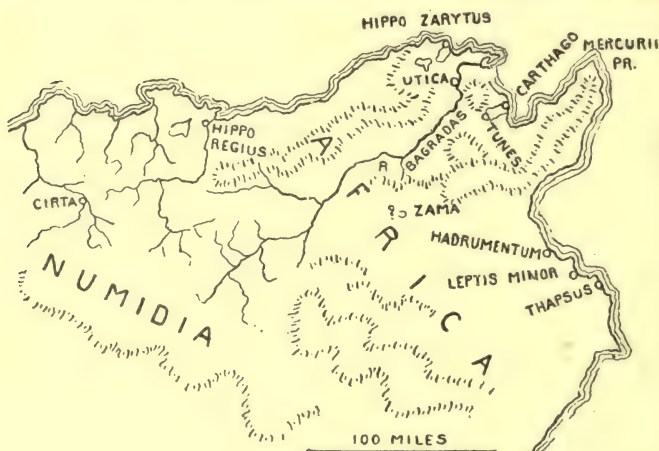 HIPPO ZARYTUS
CARTHAGO
MERCURII
PR.
UTICA
HIPPO
REGIUS
BAGRADAS
R
TUNES
CIRTA
? ZAMA
HADRUMENTUM
LEPTIS MINOR
THAPSUS
NUMIDIA
AFRICA
100 MILES